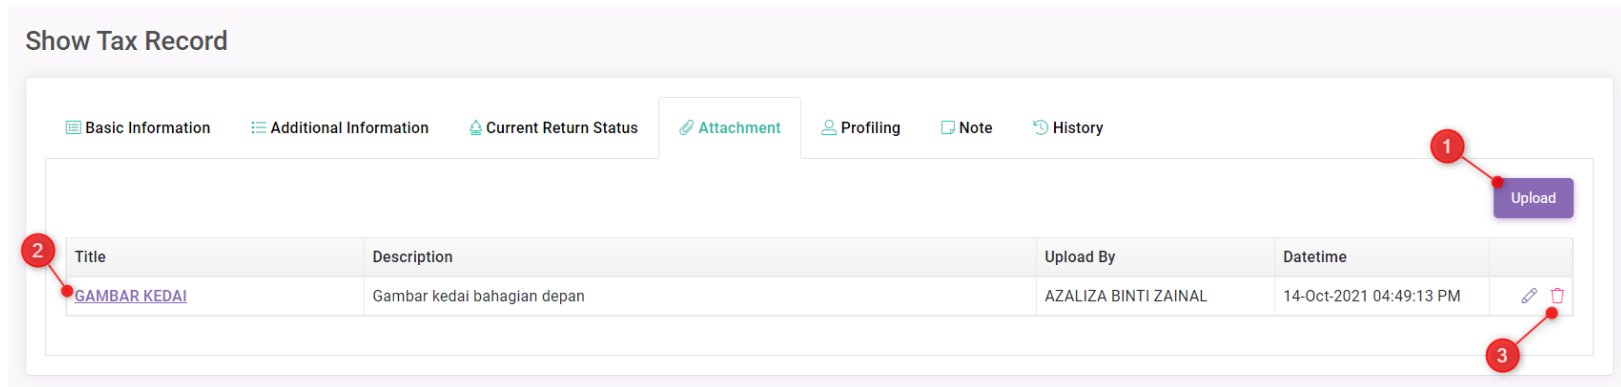 Show Tax Record
Basic Information Additional Information Current Return Status Attachment Profiling Note History
1
Upload
2
Title Description Upload By Datetime
GAMBAR KEDAI Gambar kedai bahagian depan AZALIZA BINTI ZAINAL 14-Oct-2021 04:49:13 PM
3